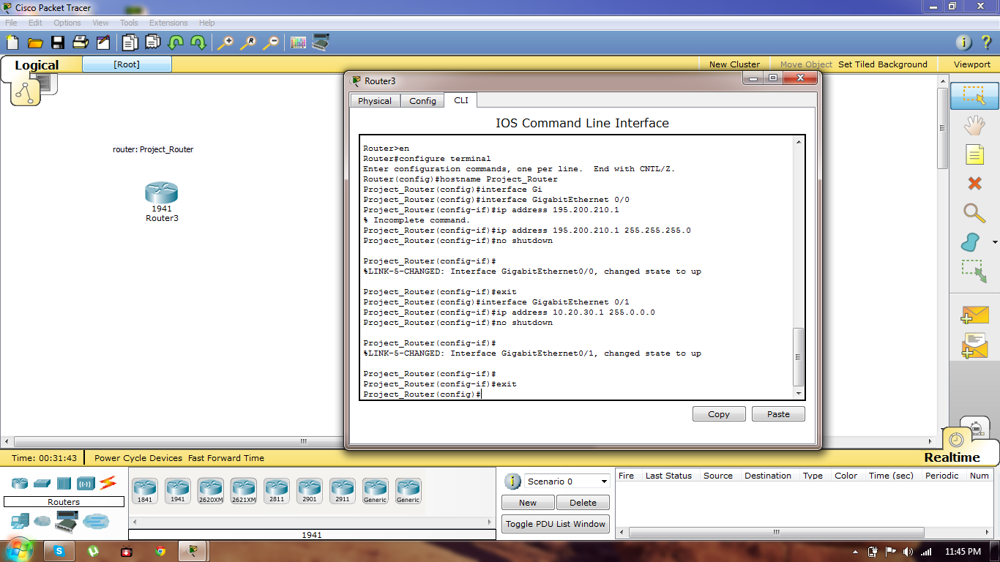 Cisco Packet Tracer
File Edit Options View Tools Extensions Help
Logical
[Root]
New Cluster
Move Object
Set Tiled Background
Viewport
router: Project_Router
1941
Router3
Router3
Physical
Config
CLI
IOS Command Line Interface
Router>en
Router#configure terminal
Enter configuration commands, one per line.  End with CNTL/Z.
Router(config)#hostname Project_Router
Project_Router(config)#interface Gi
Project_Router(config)#interface GigabitEthernet 0/0
Project_Router(config-if)#ip address 195.200.210.1
% Incomplete command.
Project_Router(config-if)#ip address 195.200.210.1 255.255.255.0
Project_Router(config-if)#no shutdown
Project_Router(config-if)#
%LINK-5-CHANGED: Interface GigabitEthernet0/0, changed state to up
Project_Router(config-if)#exit
Project_Router(config)#interface GigabitEthernet 0/1
Project_Router(config-if)#ip address 10.20.30.1 255.0.0.0
Project_Router(config-if)#no shutdown
Project_Router(config-if)#
%LINK-5-CHANGED: Interface GigabitEthernet0/1, changed state to up
Project_Router(config-if)#
Project_Router(config-if)#exit
Project_Router(config)#
Copy
Paste
Time: 00:31:43
Power Cycle Devices Fast Forward Time
Realtime
Routers
1841
1941
2620XM
2621XM
2811
2901
2911
Generic
Generic
1941
Scenario 0
New
Delete
Toggle PDU List Window
Fire
Last Status
Source
Destination
Type
Color
Time (sec)
Periodic
Num
11:45 PM